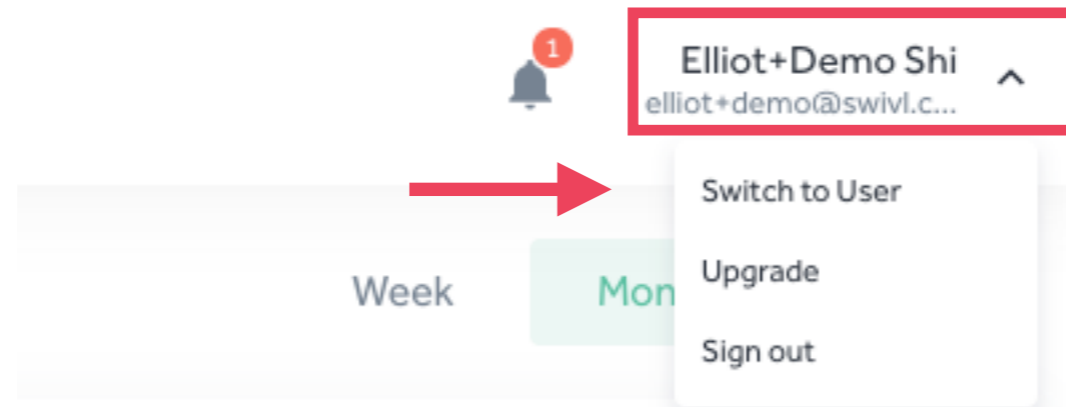 1
Elliot+Demo Shi
elliot+demo@swivl.c...
Switch to User
Week
Mon
Upgrade
Sign out